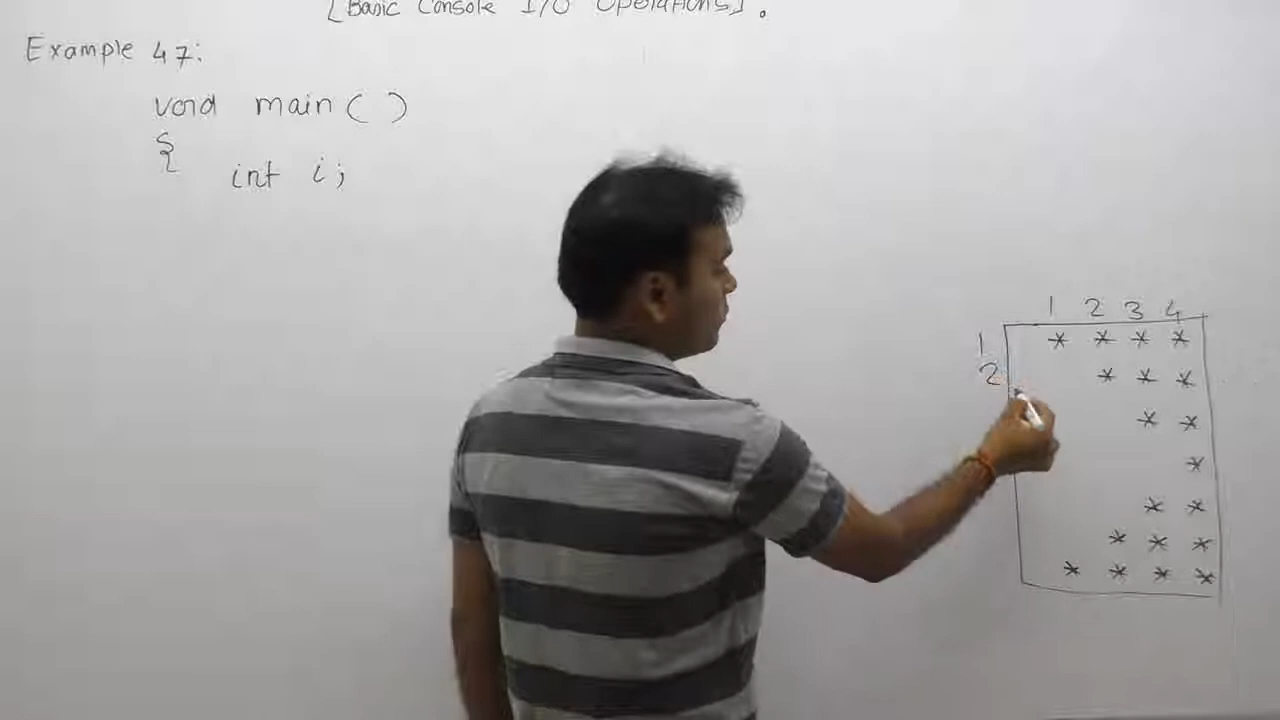 [Basic Console I/O Operations].
Example 47:
void main( )
{
int i;
1 2 3 4
1 * * * *
2 * * *
* *
*
* *
* * *
* * * *